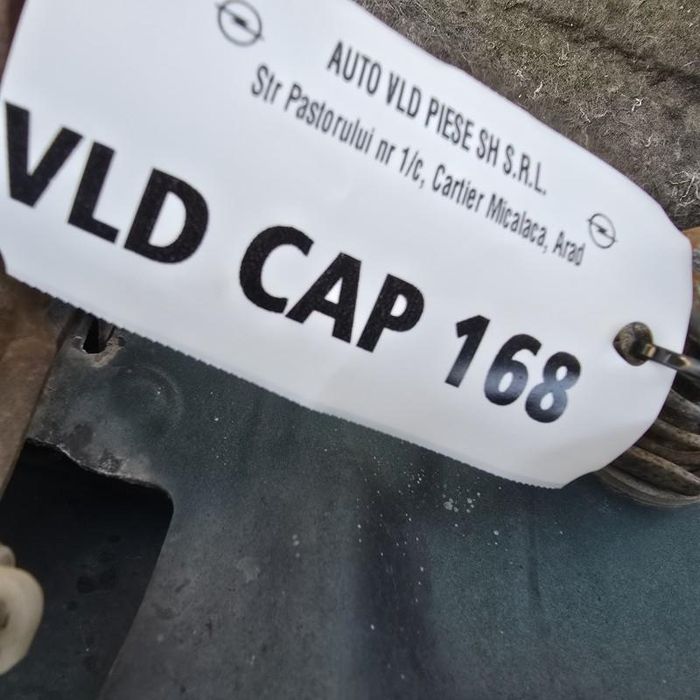 AUTO VLD PIESE SH S.R.L.
Str Pastorului nr 1/c, Cartier Micalaca, Arad
VLD CAP 168